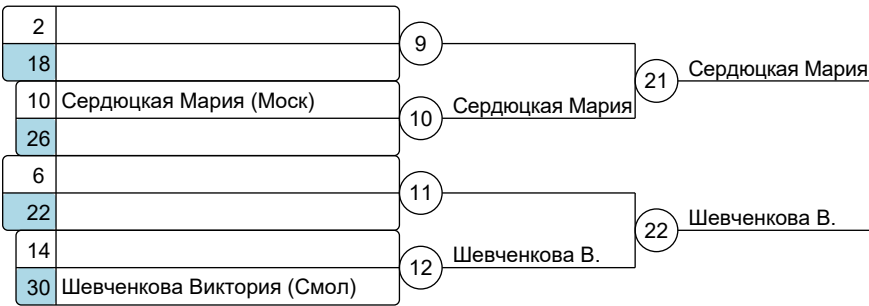 2
9
18
21 Сердюцкая Мария
10 Сердюцкая Мария (Моск)
10 Сердюцкая Мария
26
6
11
22
22 Шевченкова В.
14
12 Шевченкова В.
30 Шевченкова Виктория (Смол)